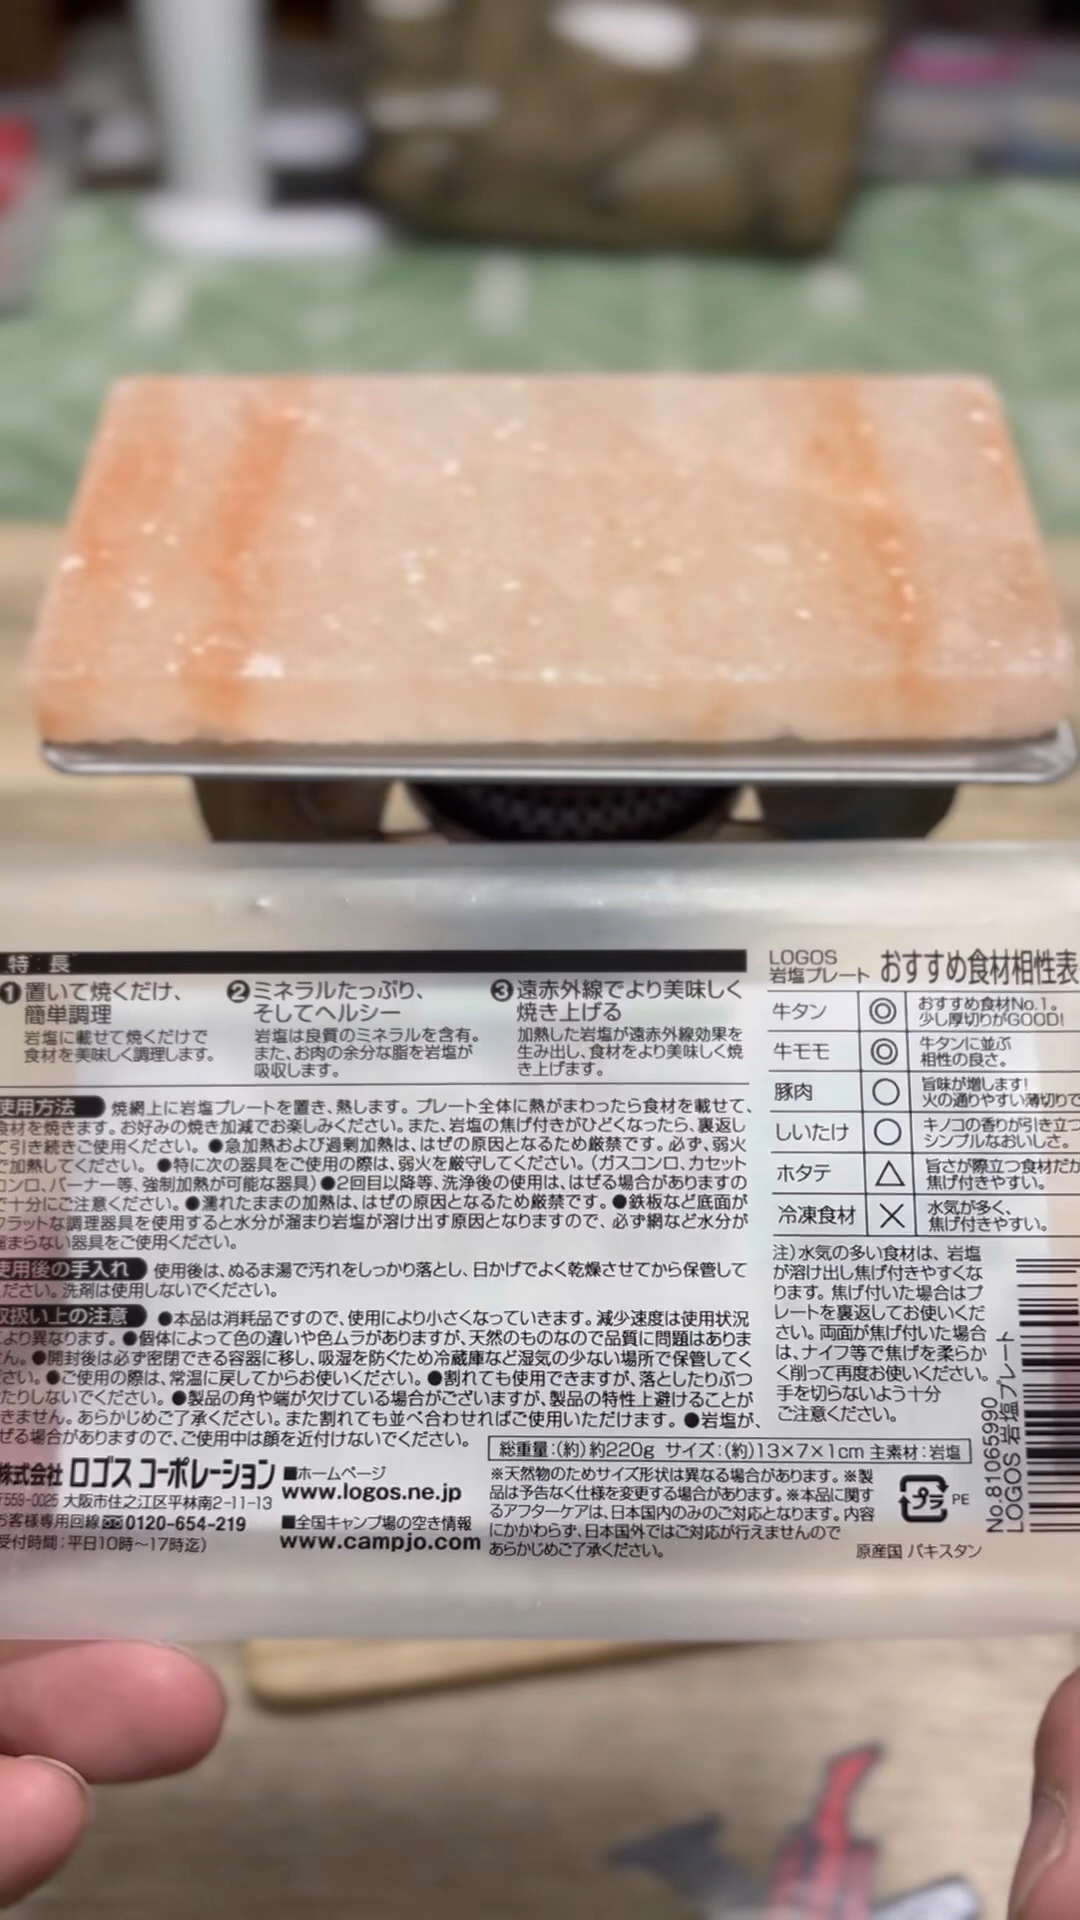 特長
❶置いて焼くだけ、
簡単調理
岩塩に載せて焼くだけで
食材を美味しく調理します。
❷ミネラルたっぷり、
そしてヘルシー
岩塩は良質のミネラルを含有。
また、お肉の余分な脂を岩塩が
吸収します。
❸遠赤外線でより美味しく
焼き上げる
加熱した岩塩が遠赤外線効果を
生み出し、食材をより美味しく焼
き上げます。
使用方法 焼網上に岩塩プレートを置き、熱します。プレート全体に熱がまわったら食材を載せて、
食材を焼きます。お好みの焼き加減でお楽しみください。また、岩塩の焦げ付きがひどくなったら、裏返し
て引き続きご使用ください。●急加熱および過剰加熱は、はぜの原因となるため厳禁です。必ず、弱火
で加熱してください。●特に次の器具をご使用の際は、弱火を厳守してください。(ガスコンロ、カセット
コンロ、バーナー等、強制加熱が可能な器具)●2回目以降等、洗浄後の使用は、はぜる場合がありますの
で十分にご注意ください。●濡れたままの加熱は、はぜの原因となるため厳禁です。●鉄板など底面が
フラットな調理器具を使用すると水分が溜まり岩塩が溶け出す原因となりますので、必ず網など水分が
溜まらない器具をご使用ください。
使用後の手入れ 使用後は、ぬるま湯で汚れをしっかり落とし、日かげでよく乾燥させてから保管して
ださい。洗剤は使用しないでください。
取扱い上の注意 ●本品は消耗品ですので、使用により小さくなっていきます。減少速度は使用状況
より異なります。●個体によって色の違いや色ムラがありますが、天然のものなので品質に問題はありま
ん。●開封後は必ず密閉できる容器に移し、吸湿を防ぐため冷蔵庫など湿気の少ない場所で保管してく
さい。●ご使用の際は、常温に戻してからお使いください。●割れても使用できますが、落としたりぶつ
たりしないでください。●製品の角や端が欠けている場合がございますが、製品の特性上避けることが
きません。あらかじめご了承ください。また割れても並べ合わせればご使用いただけます。●岩塩が、
ぜる場合がありますので、ご使用中は顔を近付けないでください。
株式会社 ロゴス コーポレーション
〒559-0025 大阪市住之江区平林南2-11-13
お客様専用回線 0120-654-219
受付時間:平日10時～17時迄)
■ホームページ
www.logos.ne.jp
■全国キャンプ場の空き情報
www.campjo.com
LOGOS
岩塩プレート おすすめ食材相性表
牛タン ◎ おすすめ食材No.1。
少し厚切りがGOOD!
牛モモ ◎ 牛タンに並ぶ
相性の良さ。
豚肉 ○ 旨味が増します!
火の通りやすい薄切りで
しいたけ ○ キノコの香りが引き立つ
シンプルなおいしさ。
ホタテ △ 旨さが際立つ食材だか
焦げ付きやすい。
冷凍食材 × 水気が多く、
焦げ付きやすい。
注)水気の多い食材は、岩塩
が溶け出し焦げ付きやすくな
ります。焦げ付いた場合はプ
レートを裏返してお使いくだ
さい。両面が焦げ付いた場合
は、ナイフ等で焦げを柔らか
く削って再度お使いください。
手を切らないよう十分
ご注意ください。
総重量:(約)約220g サイズ:(約)13×7×1cm 主素材:岩塩
※天然物のためサイズ形状は異なる場合があります。※製
品は予告なく仕様を変更する場合があります。※本品に関す
るアフターケアは、日本国内のみのご対応となります。内容
にかかわらず、日本国外ではご対応が行えませんので
あらかじめご了承ください。
プラ PE
原産国 パキスタン
No.81065990
LOGOS 岩塩プレート